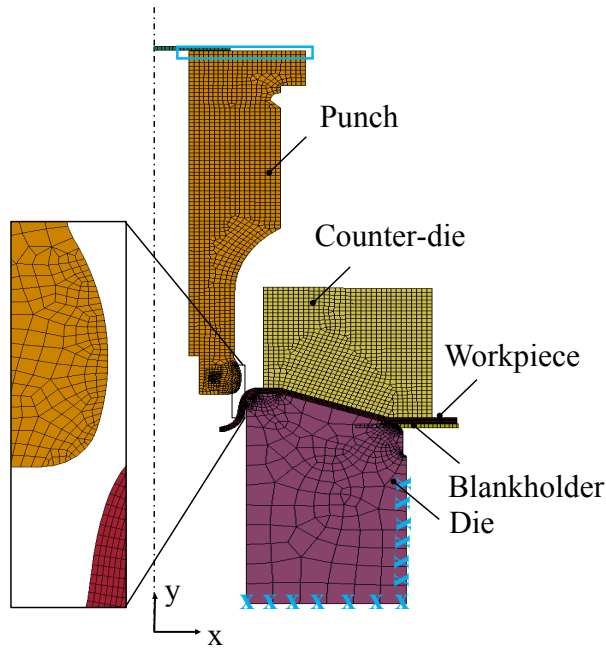 Punch
Counter-die
Workpiece
Blankholder
Die
y
x
x
x
x
x
x
x
x
x
x
x
x
x
x